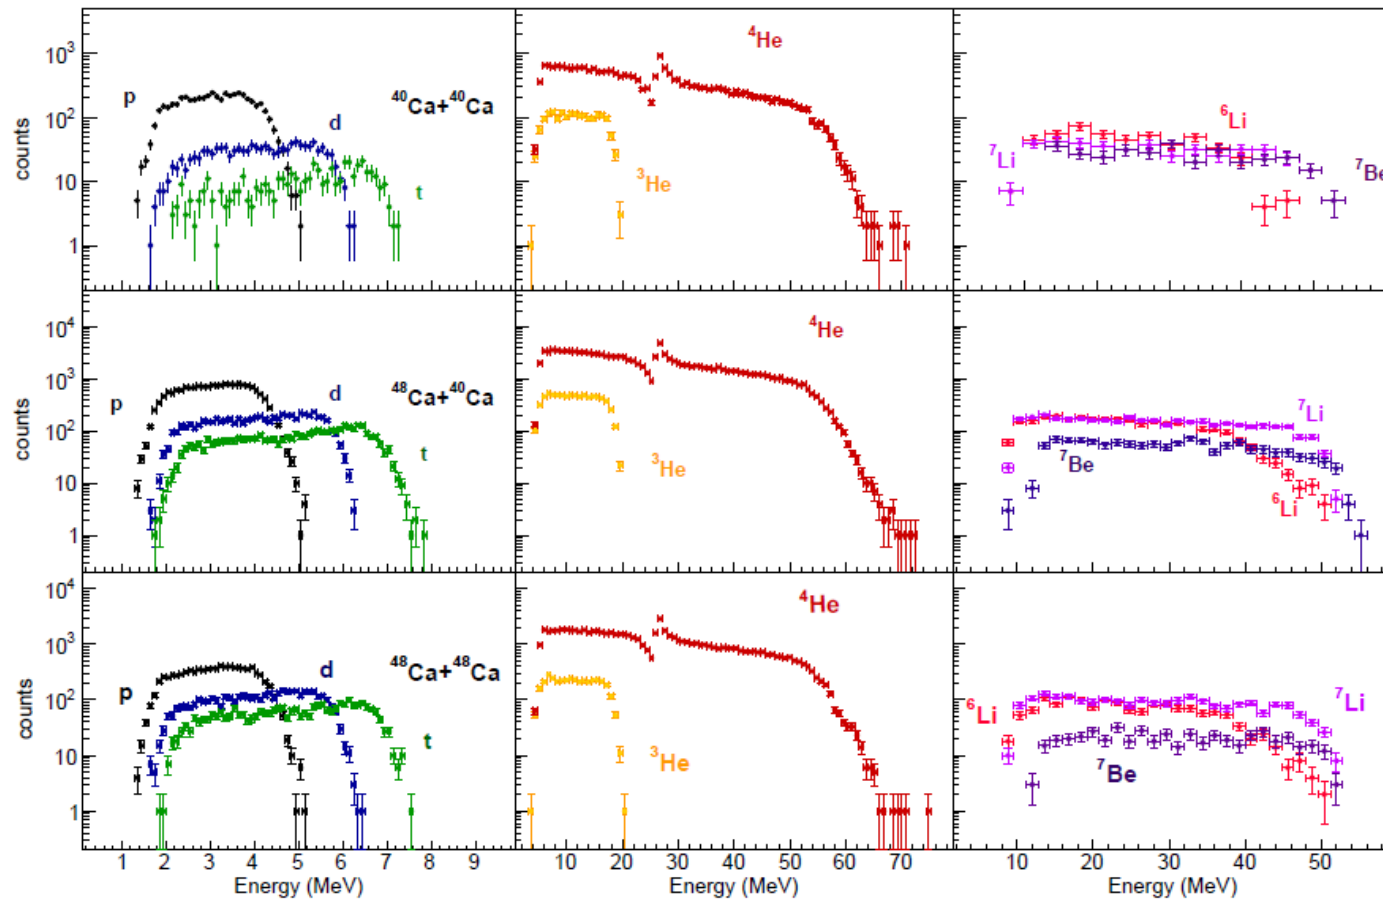 counts
10³
10²
10
1
p
d
t
⁴⁰Ca+⁴⁰Ca
⁴He
³He
⁶Li
⁷Li
⁷Be
counts
10⁴
10³
10²
10
1
p
d
t
⁴⁸Ca+⁴⁰Ca
⁴He
³He
⁷Li
⁷Be
⁶Li
counts
10⁴
10³
10²
10
1
p
d
t
⁴⁸Ca+⁴⁸Ca
⁴He
³He
⁶Li
⁷Li
⁷Be
1 2 3 4 5 6 7 8 9
Energy (MeV)
10 20 30 40 50 60 70
Energy (MeV)
10 20 30 40 50
Energy (MeV)